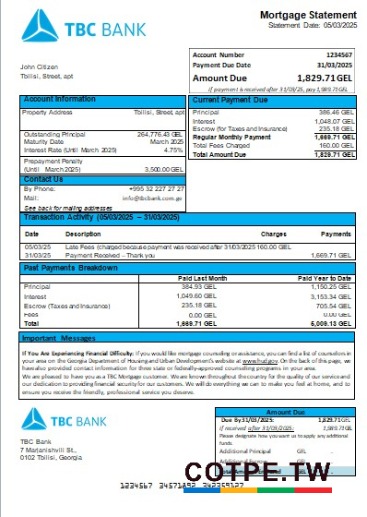 TBC BANK
Mortgage Statement
Statement Date: 05/03/2025
Account Number 1234567
Payment Due Date 31/03/2025
Amount Due 1,829.71GEL
If payment is received after 31/03/25, pay 1,989.71GEL
John Citizen
Tbilisi, Street, apt
Account Information
Property Address Tbilisi, Street, apt
Outstanding Principal 264,776.43 GEL
Maturity Date March 2025
Interest Rate (Until March 2025) 4.75%
Prepayment Penalty
(Until March 2025) 3,500.00 GEL
Contact Us
By Phone: +995 32 227 27 27
Mail: info@tbcbank.com.ge
See back for mailing addresses
Current Payment Due
Principal 386.46 GEL
Interest 1,048.07 GEL
Escrow (for Taxes and Insurance) 235.18 GEL
Regular Monthly Payment 1,669.71 GEL
Total Fees Charged 160.00 GEL
Total Amount Due 1,829.71 GEL
Transaction Activity (05/03/2025 – 31/03/2025)
Date Description Charges Payments
05/03/25 Late Fees (charged because payment was received after 31/03/2025 160.00 GEL
31/03/25 Payment Received – Thank you 1,669.71 GEL
Past Payments Breakdown
Paid Last Month Paid Year to Date
Principal 384.93 GEL 1,150.25 GEL
Interest 1,049.60 GEL 3,153.34 GEL
Escrow (Taxes and Insurance) 235.18 GEL 705.54 GEL
Fees 0.00 GEL 0.00 GEL
Total 1,669.71 GEL 5,009.13 GEL
Important Messages
If You Are Experiencing Financial Difficulty: If you would like mortgage counseling or assistance, you can find a list of counselors in
your area on the Georgia Department of Housing and Urban Development's website at www.hud.gov. On the back of this page, we
have also provided contact information for three state or federally-approved counseling programs in your area.
We are pleased to have you as a TBC Mortgage customer. We are known throughout the country for the quality of our service and
our dedication to providing financial security for our customers. We will do everything we can to make you feel at home, and to
ensure you receive the friendly, professional service you deserve.
TBC BANK
TBC Bank
7 Marjanishvili St.,
0102 Tbilisi, Georgia
Amount Due
Due By 31/03/2025: 1,829.71GEL
If received after 31/03/25: 1,989.71GEL
Please designate how you want us to apply any additional
funds.
Additional Principal GEL
COTPE.TW
1234567